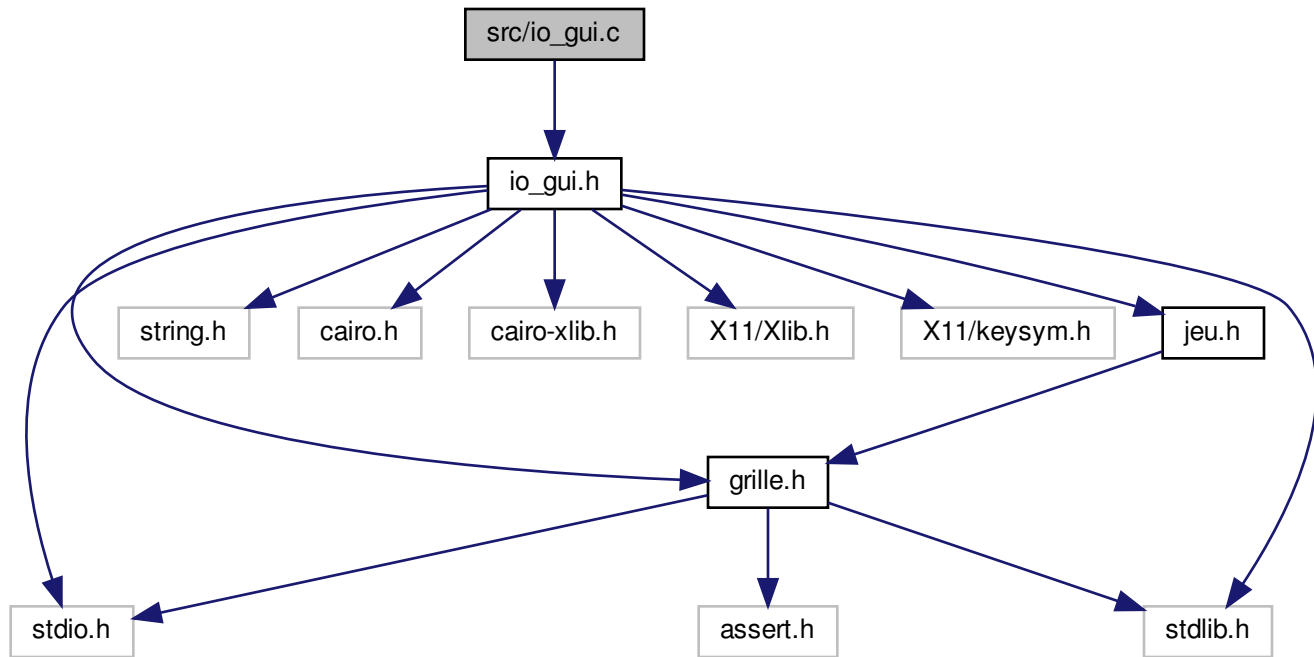 src/io_gui.c
io_gui.h
string.h
cairo.h
cairo-xlib.h
X11/Xlib.h
X11/keysym.h
jeu.h
grille.h
stdio.h
assert.h
stdlib.h